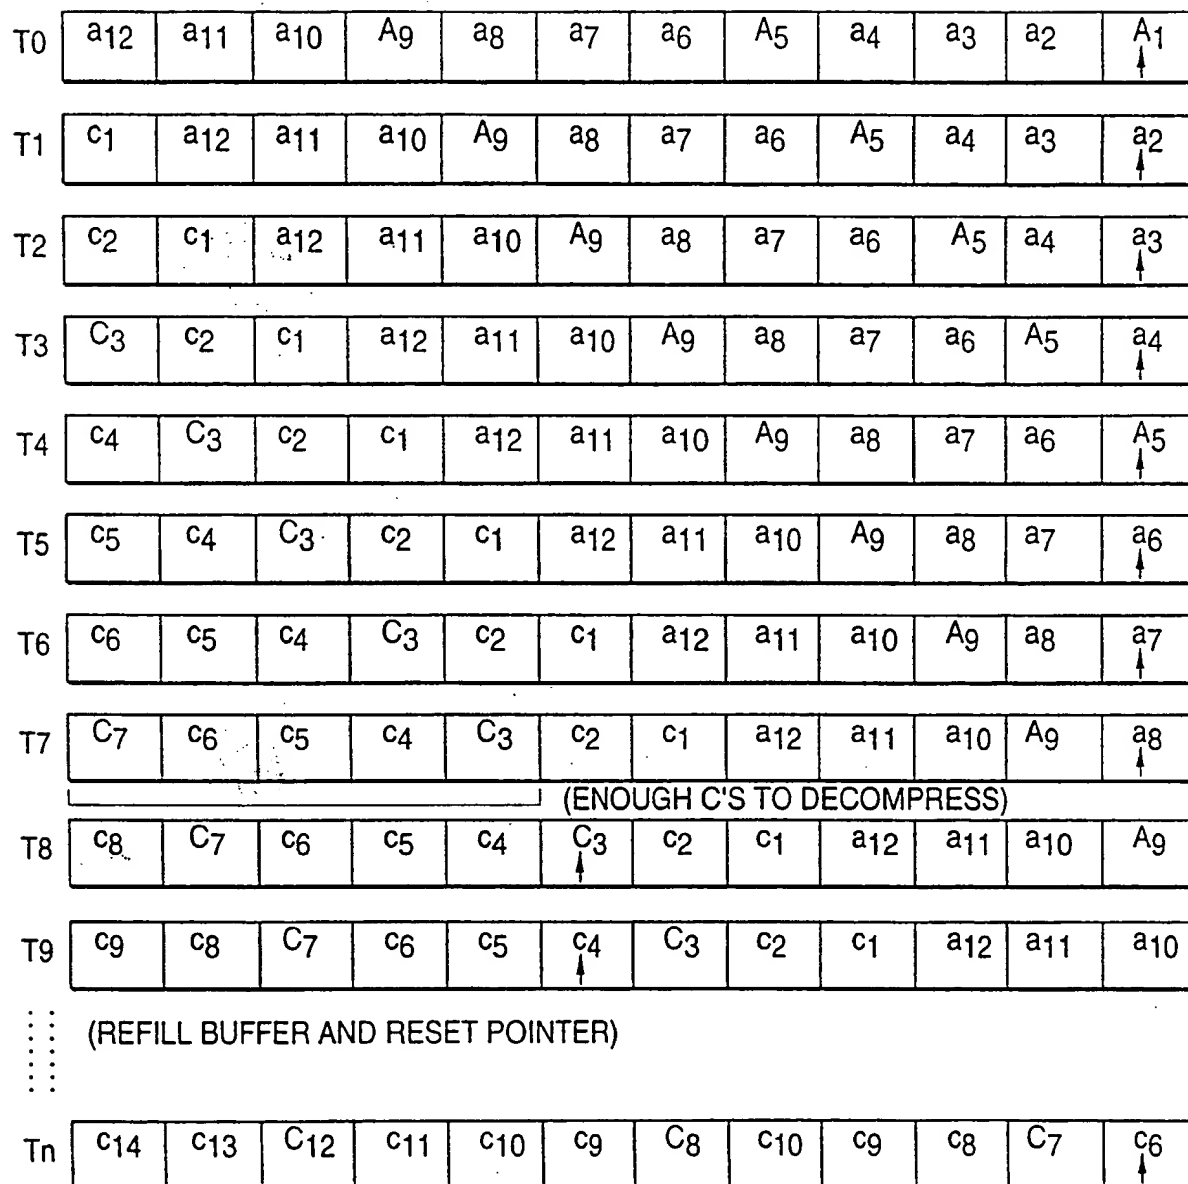 T0 a12 a11 a10 A9 a8 a7 a6 A5 a4 a3 a2 A1
T1 c1 a12 a11 a10 A9 a8 a7 a6 A5 a4 a3 a2
T2 c2 c1 a12 a11 a10 A9 a8 a7 a6 A5 a4 a3
T3 C3 c2 c1 a12 a11 a10 A9 a8 a7 a6 A5 a4
T4 c4 C3 c2 c1 a12 a11 a10 A9 a8 a7 a6 A5
T5 c5 c4 C3 c2 c1 a12 a11 a10 A9 a8 a7 a6
T6 c6 c5 c4 C3 c2 c1 a12 a11 a10 A9 a8 a7
T7 C7 c6 c5 c4 C3 c2 c1 a12 a11 a10 A9 a8
(ENOUGH C'S TO DECOMPRESS)
T8 c8 C7 c6 c5 c4 C3 c2 c1 a12 a11 a10 A9
T9 c9 c8 C7 c6 c5 c4 C3 c2 c1 a12 a11 a10
(REFILL BUFFER AND RESET POINTER)
Tn c14 c13 C12 c11 c10 c9 C8 c10 c9 c8 C7 c6